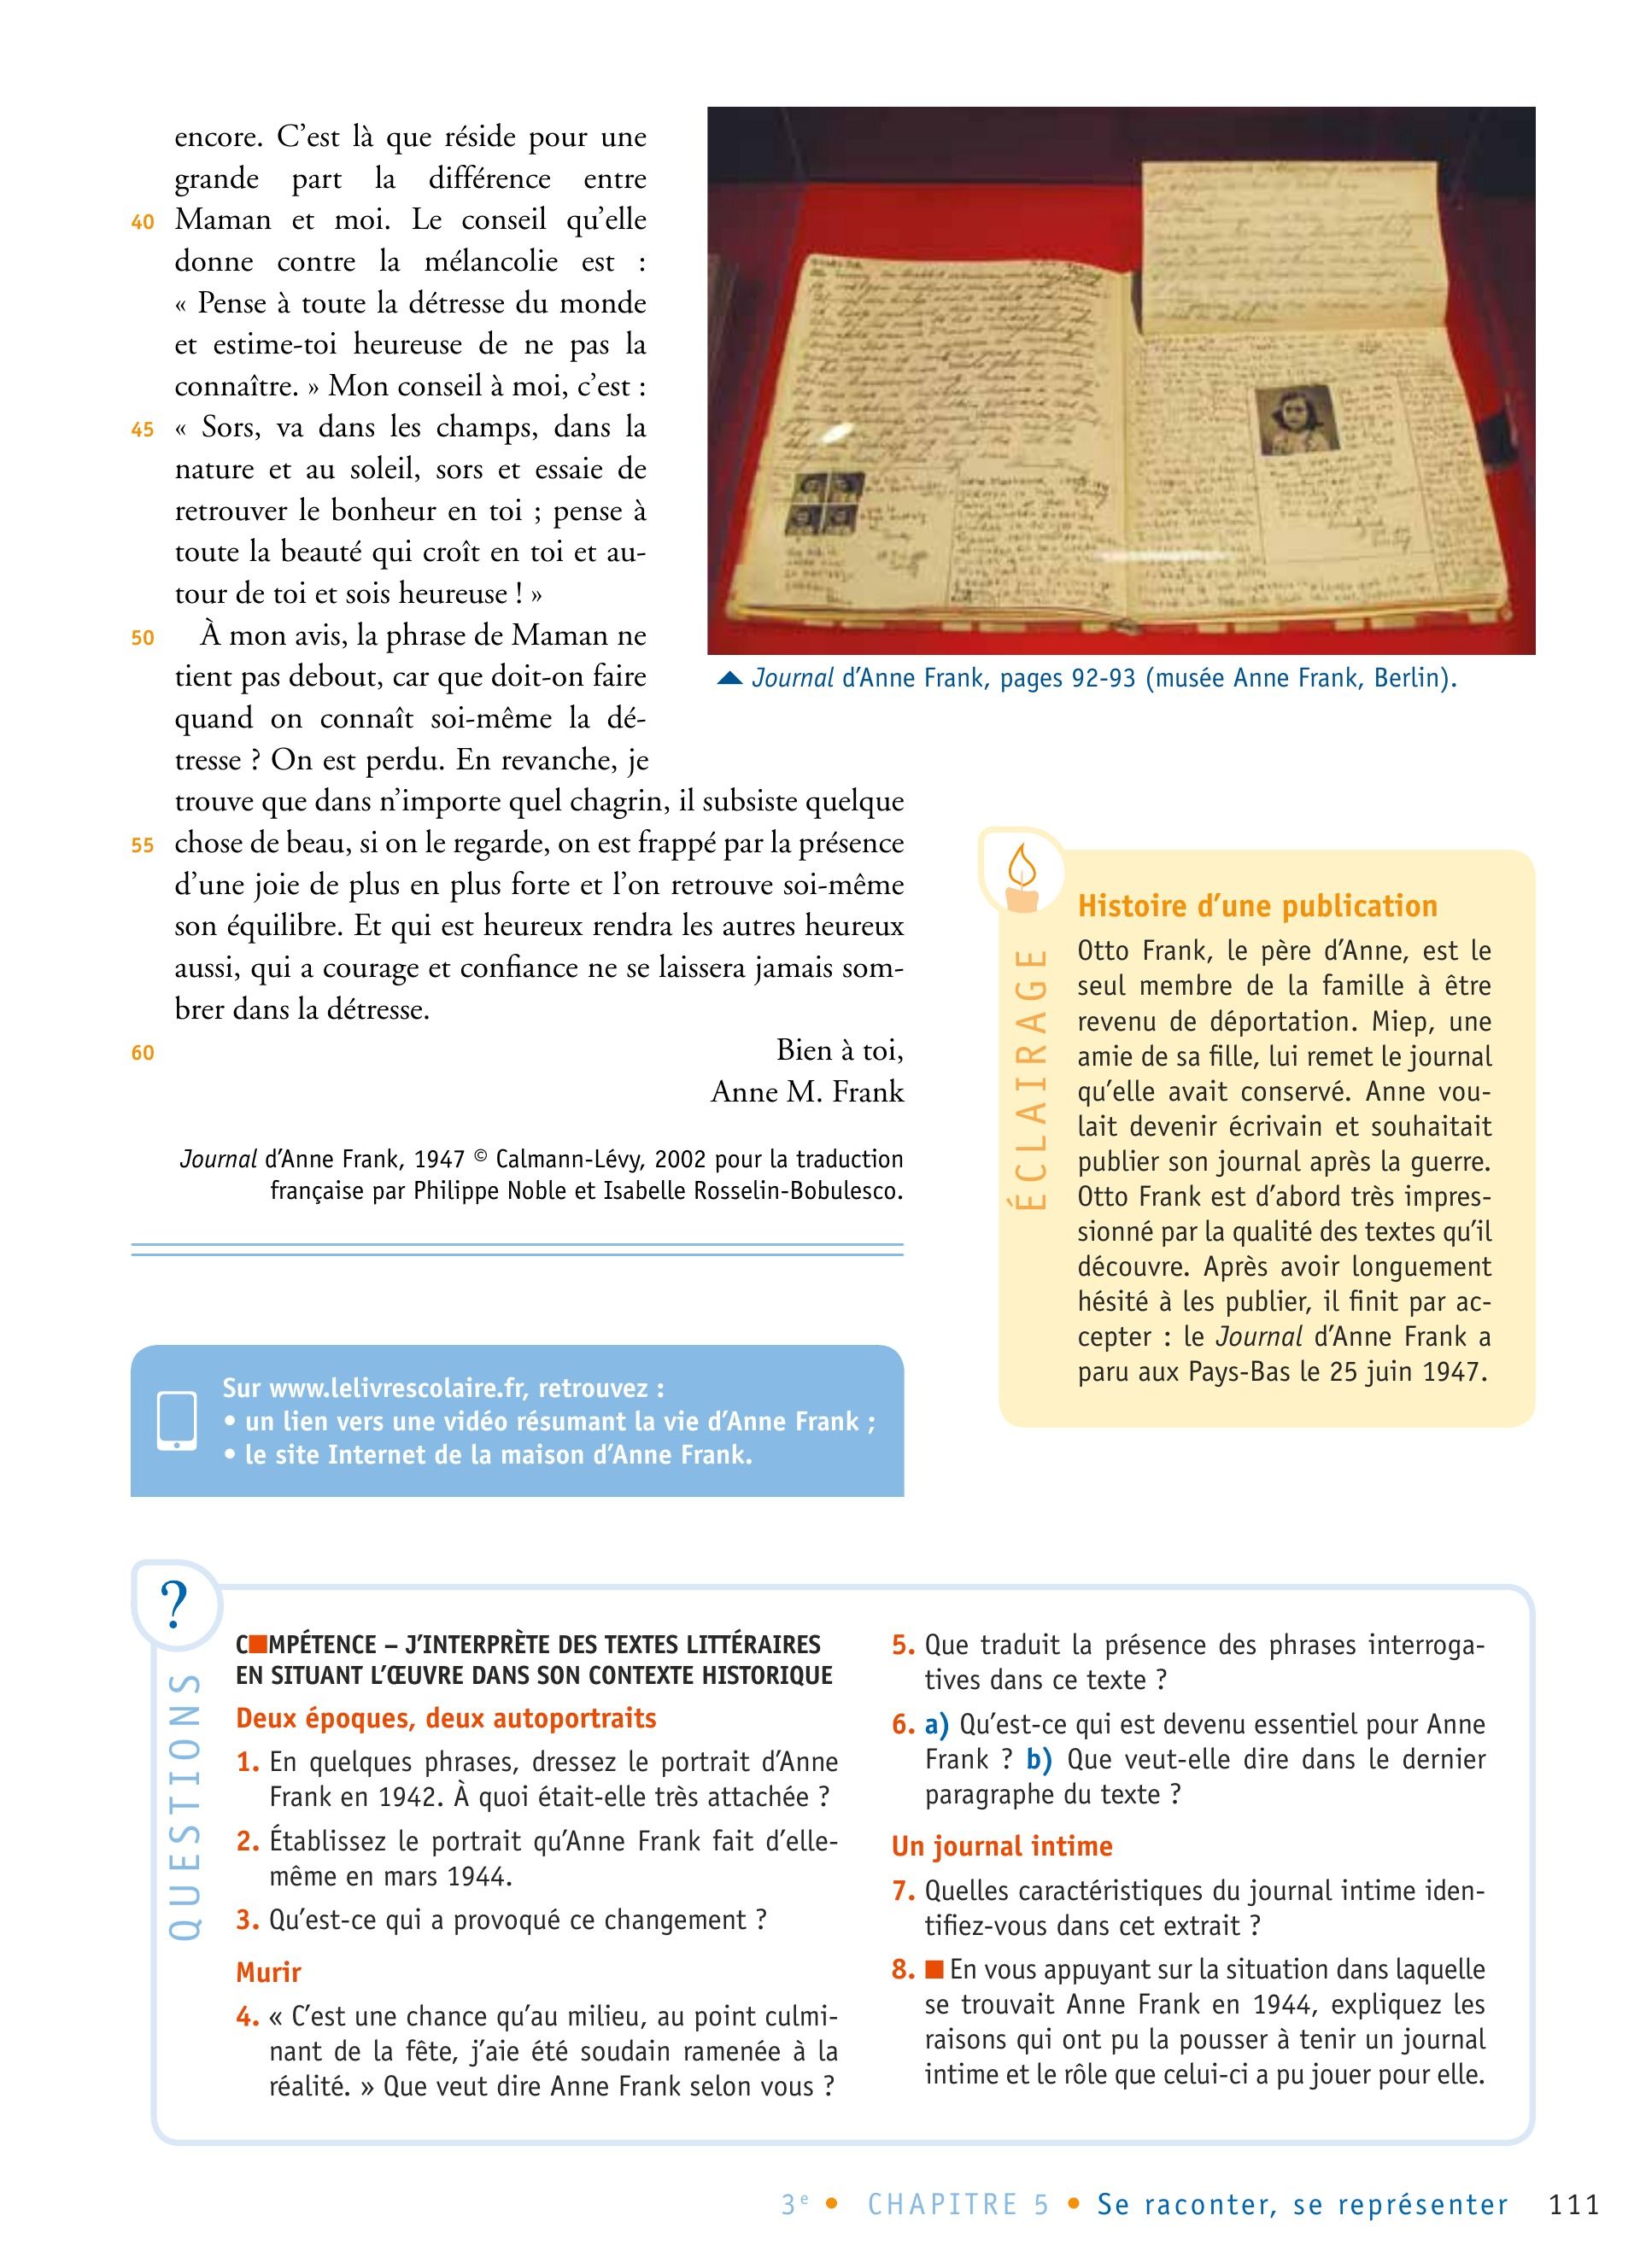 encore. C’est là que réside pour une
grande part la différence entre
40 Maman et moi. Le conseil qu’elle
donne contre la mélancolie est :
« Pense à toute la détresse du monde
et estime-toi heureuse de ne pas la
connaître. » Mon conseil à moi, c’est :
45 « Sors, va dans les champs, dans la
nature et au soleil, sors et essaie de
retrouver le bonheur en toi ; pense à
toute la beauté qui croît en toi et au-
tour de toi et sois heureuse ! »
50 À mon avis, la phrase de Maman ne
tient pas debout, car que doit-on faire
quand on connaît soi-même la dé-
tresse ? On est perdu. En revanche, je
trouve que dans n’importe quel chagrin, il subsiste quelque
55 chose de beau, si on le regarde, on est frappé par la présence
d’une joie de plus en plus forte et l’on retrouve soi-même
son équilibre. Et qui est heureux rendra les autres heureux
aussi, qui a courage et confiance ne se laissera jamais som-
brer dans la détresse.
60 Bien à toi,
Anne M. Frank
Journal d’Anne Frank, 1947 © Calmann-Lévy, 2002 pour la traduction
française par Philippe Noble et Isabelle Rosselin-Bobulesco.
Journal d’Anne Frank, pages 92-93 (musée Anne Frank, Berlin).
ÉCLAIRAGE
Histoire d’une publication
Otto Frank, le père d’Anne, est le
seul membre de la famille à être
revenu de déportation. Miep, une
amie de sa fille, lui remet le journal
qu’elle avait conservé. Anne vou-
lait devenir écrivain et souhaitait
publier son journal après la guerre.
Otto Frank est d’abord très impres-
sionné par la qualité des textes qu’il
découvre. Après avoir longuement
hésité à les publier, il finit par ac-
cepter : le Journal d’Anne Frank a
paru aux Pays-Bas le 25 juin 1947.
Sur www.lelivrescolaire.fr, retrouvez :
• un lien vers une vidéo résumant la vie d’Anne Frank ;
• le site Internet de la maison d’Anne Frank.
?
QUESTIONS
C■MPÉTENCE – J’INTERPRÈTE DES TEXTES LITTÉRAIRES
EN SITUANT L’ŒUVRE DANS SON CONTEXTE HISTORIQUE
Deux époques, deux autoportraits
1. En quelques phrases, dressez le portrait d’Anne
Frank en 1942. À quoi était-elle très attachée ?
2. Établissez le portrait qu’Anne Frank fait d’elle-
même en mars 1944.
3. Qu’est-ce qui a provoqué ce changement ?
Murir
4. « C’est une chance qu’au milieu, au point culmi-
nant de la fête, j’aie été soudain ramenée à la
réalité. » Que veut dire Anne Frank selon vous ?
5. Que traduit la présence des phrases interroga-
tives dans ce texte ?
6. a) Qu’est-ce qui est devenu essentiel pour Anne
Frank ? b) Que veut-elle dire dans le dernier
paragraphe du texte ?
Un journal intime
7. Quelles caractéristiques du journal intime iden-
tifiez-vous dans cet extrait ?
8. ■ En vous appuyant sur la situation dans laquelle
se trouvait Anne Frank en 1944, expliquez les
raisons qui ont pu la pousser à tenir un journal
intime et le rôle que celui-ci a pu jouer pour elle.
3e • CHAPITRE 5 • Se raconter, se représenter 111